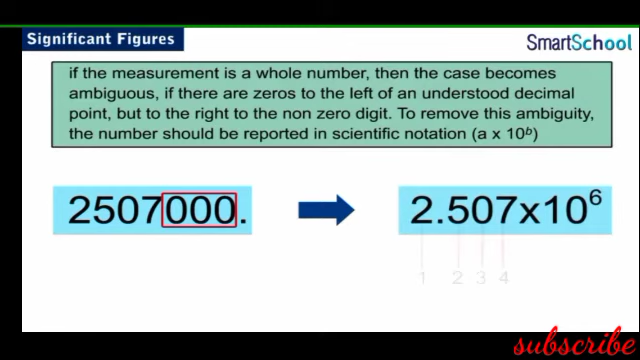 Significant Figures
SmartSchool
if the measurement is a whole number, then the case becomes
ambiguous, if there are zeros to the left of an understood decimal
point, but to the right to the non zero digit. To remove this ambiguity,
the number should be reported in scientific notation (a x 10ᵇ)
2507000. 2.507x10⁶
1 2 3 4
subscribe